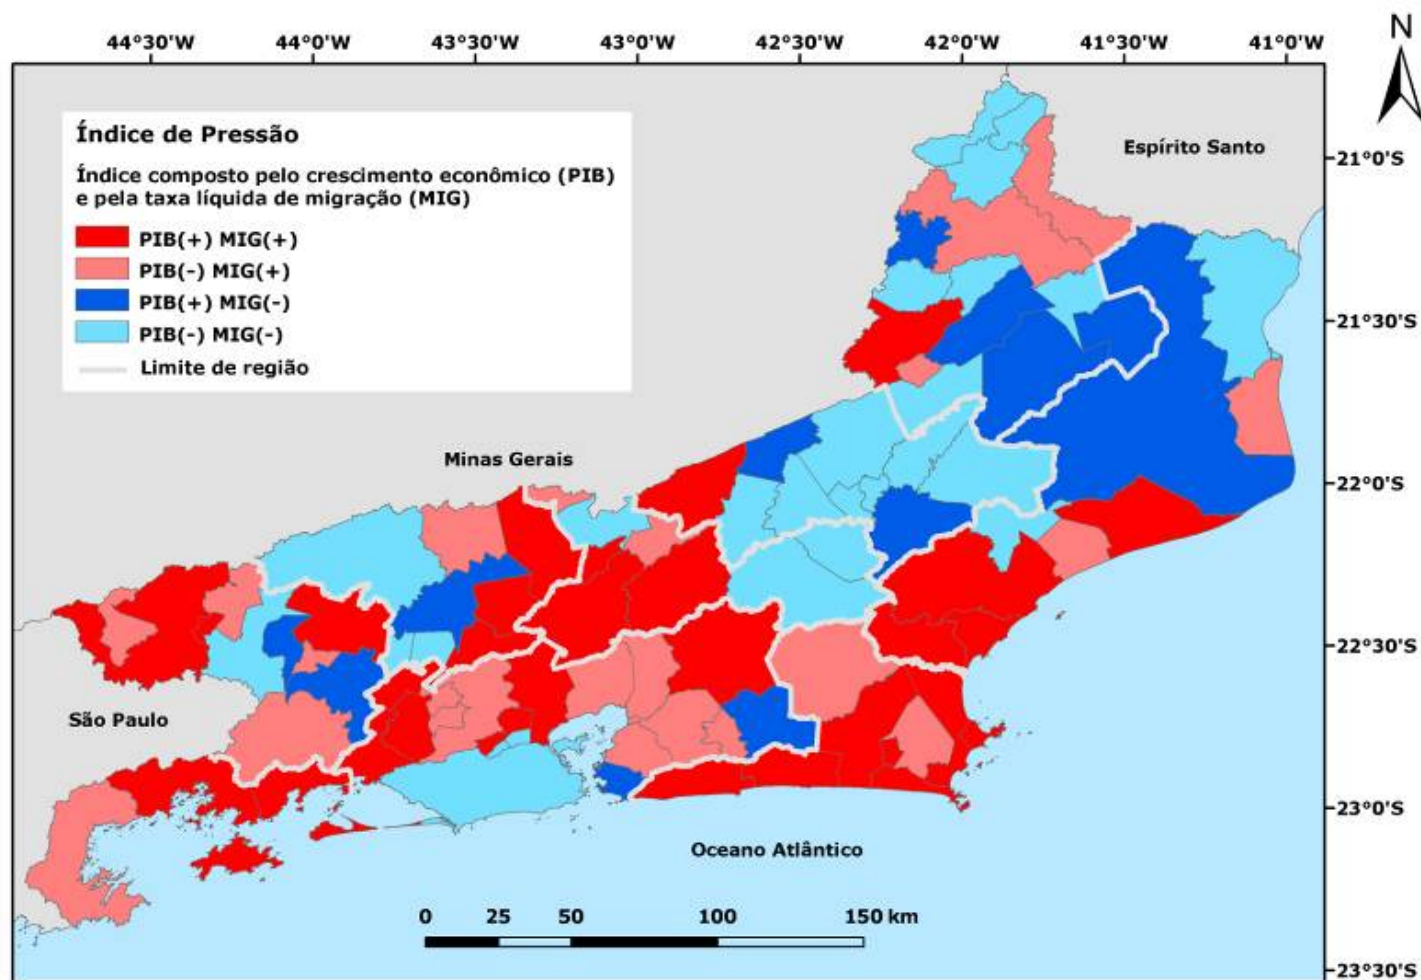 N
44°30'W 44°0'W 43°30'W 43°0'W 42°30'W 42°0'W 41°30'W 41°0'W
Índice de Pressão
Índice composto pelo crescimento econômico (PIB)
e pela taxa líquida de migração (MIG)
PIB(+) MIG(+)
PIB(-) MIG(+)
PIB(+) MIG(-)
PIB(-) MIG(-)
Limite de região
Espírito Santo
21°0'S
21°30'S
Minas Gerais
22°0'S
22°30'S
São Paulo
23°0'S
Oceano Atlântico
0 25 50 100 150 km
23°30'S